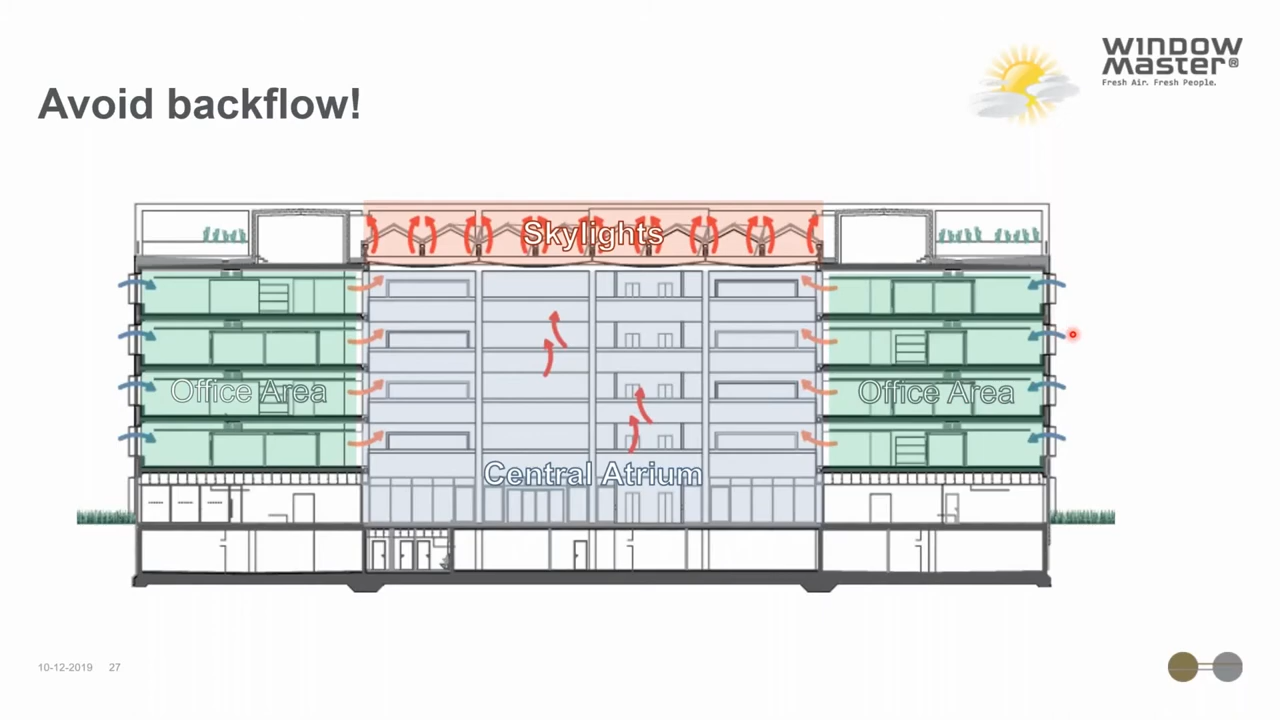 WINDOW
Master®
Fresh Air. Fresh People.
Avoid backflow!
Skylights
Office Area
Office Area
Central Atrium
10-12-2019 27